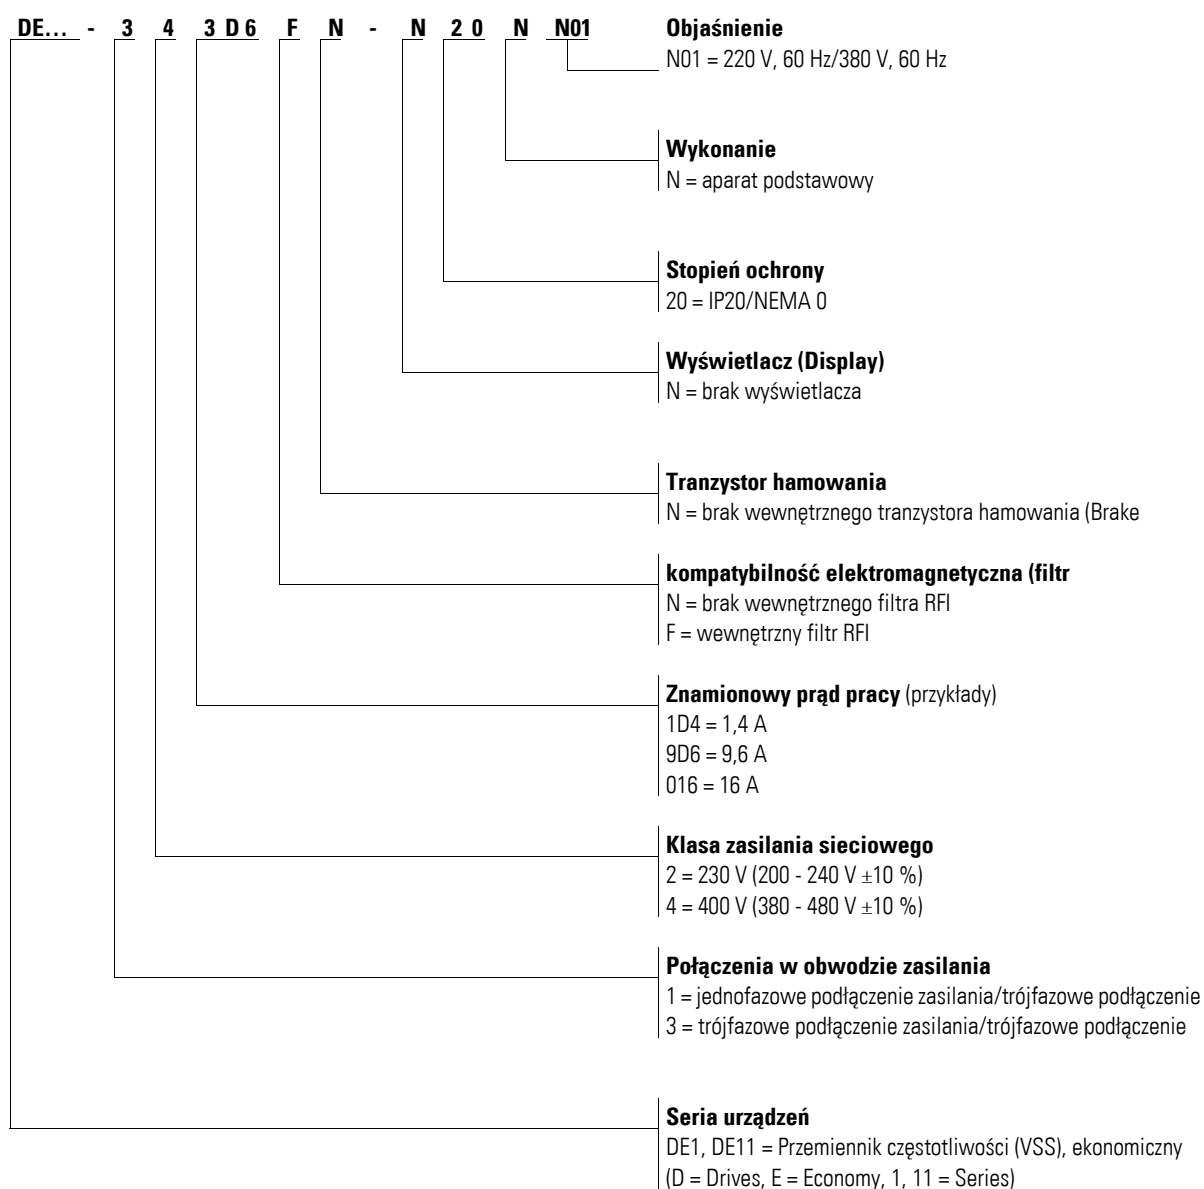 DE... - 3 4 3 D 6 F N - N 2 0 N N01
Objaśnienie
N01 = 220 V, 60 Hz/380 V, 60 Hz
Wykonanie
N = aparat podstawowy
Stopień ochrony
20 = IP20/NEMA 0
Wyświetlacz (Display)
N = brak wyświetlacza
Tranzystor hamowania
N = brak wewnętrznego tranzystora hamowania (Brake
kompatybilność elektromagnetyczna (filtr
N = brak wewnętrznego filtra RFI
F = wewnętrzny filtr RFI
Znamionowy prąd pracy (przykłady)
1D4 = 1,4 A
9D6 = 9,6 A
016 = 16 A
Klasa zasilania sieciowego
2 = 230 V (200 - 240 V ±10 %)
4 = 400 V (380 - 480 V ±10 %)
Połączenia w obwodzie zasilania
1 = jednofazowe podłączenie zasilania/trójfazowe podłączenie
3 = trójfazowe podłączenie zasilania/trójfazowe podłączenie
Seria urządzeń
DE1, DE11 = Przemiennik częstotliwości (VSS), ekonomiczny
(D = Drives, E = Economy, 1, 11 = Series)